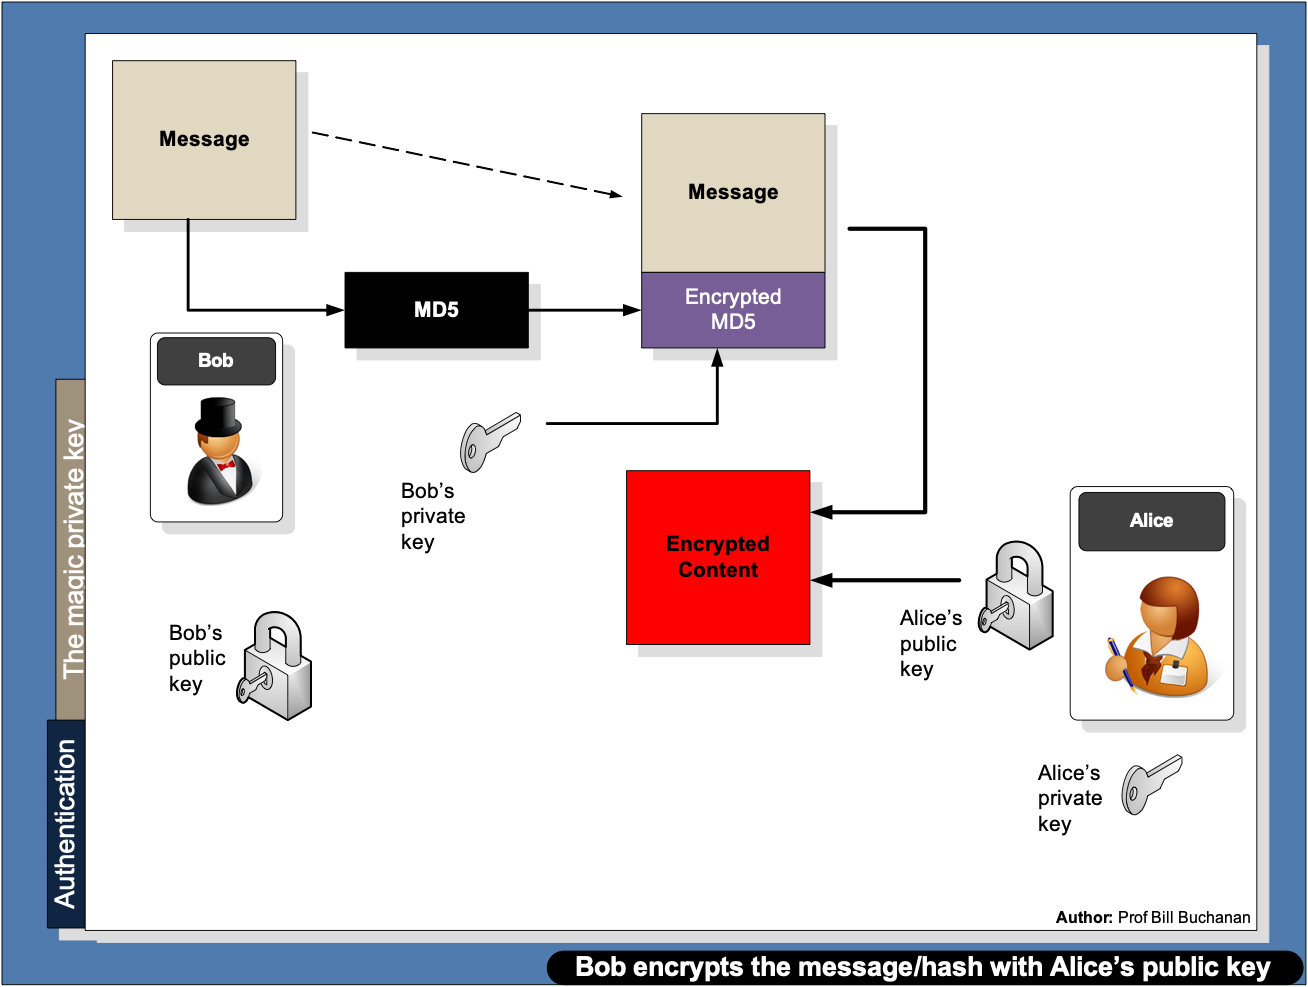 Message
Message
MD5
Encrypted
MD5
Bob
Bob's
private
key
Encrypted
Content
Alice
Bob's
public
key
Alice's
public
key
Alice's
private
key
The magic private key
Authentication
Author: Prof Bill Buchanan
Bob encrypts the message/hash with Alice's public key